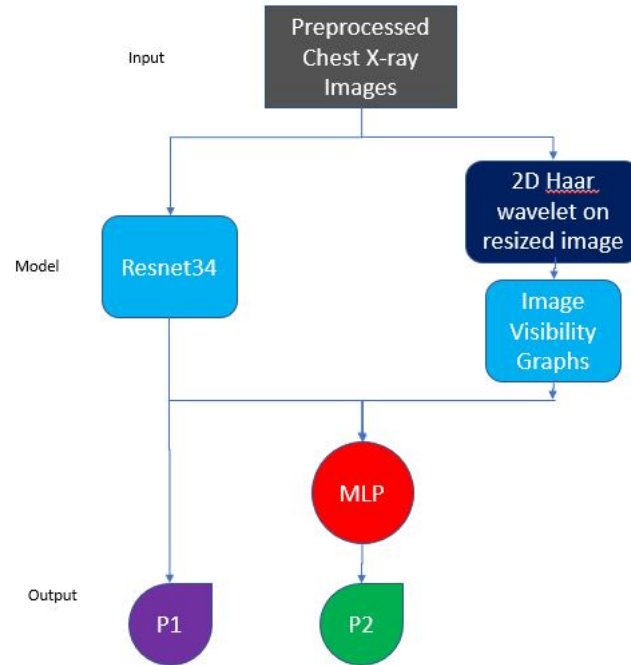 Input
Preprocessed
Chest X-ray
Images
2D Haar
wavelet on
resized image
Model
Resnet34
Image
Visibility
Graphs
MLP
Output
P1
P2